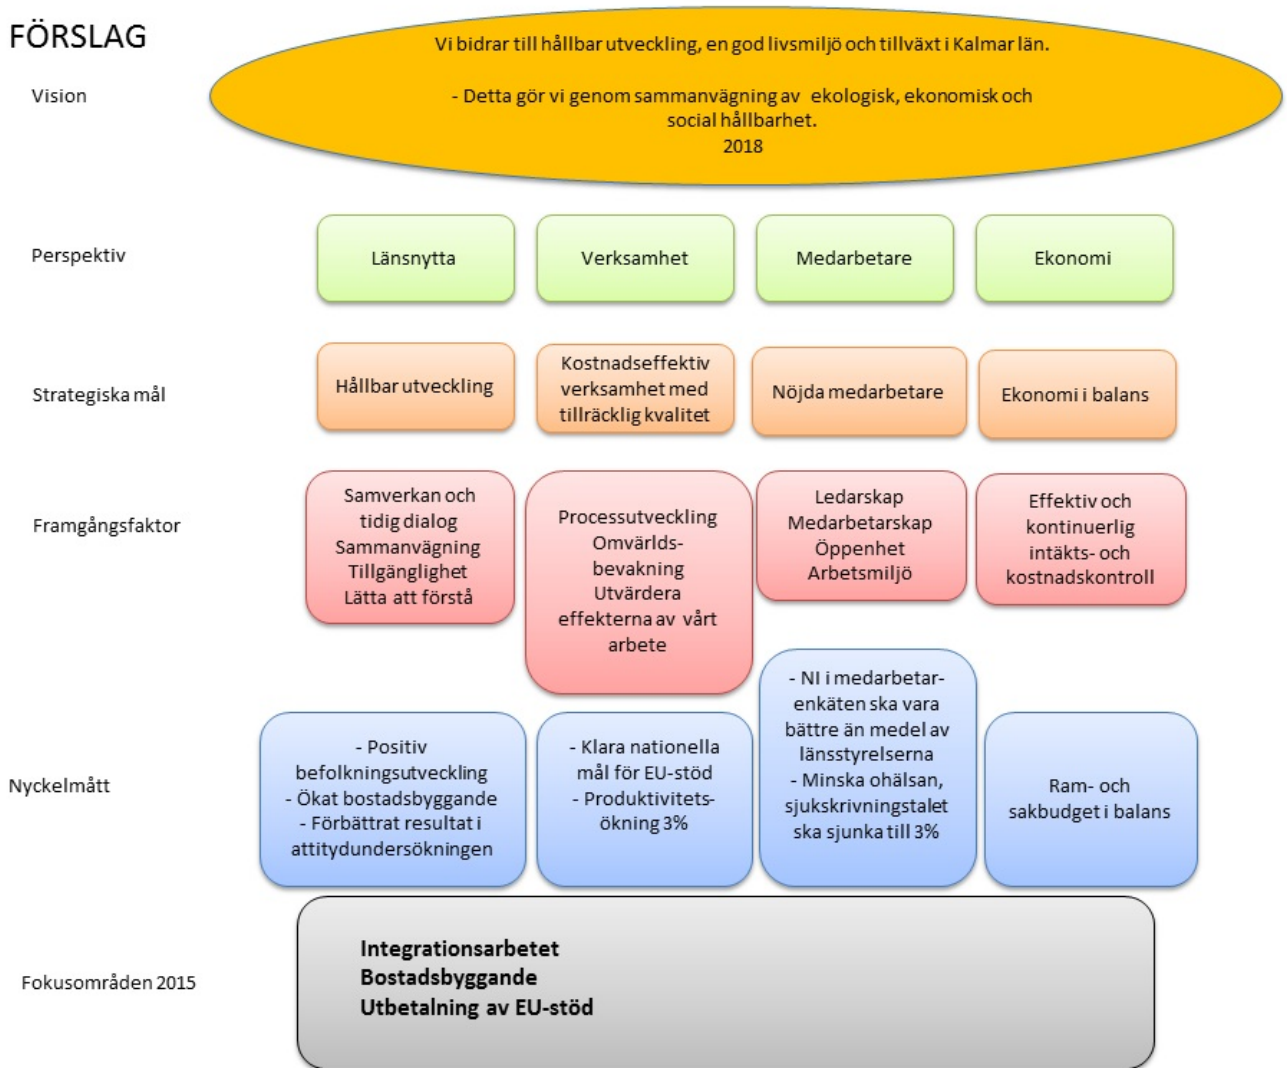 FÖRSLAG
Vision
Vi bidrar till hållbar utveckling, en god livsmiljö och tillväxt i Kalmar län.
- Detta gör vi genom sammanvägning av ekologisk, ekonomisk och
social hållbarhet.
2018
Perspektiv
Länsnytta
Verksamhet
Medarbetare
Ekonomi
Strategiska mål
Hållbar utveckling
Kostnadseffektiv
verksamhet med
tillräcklig kvalitet
Nöjda medarbetare
Ekonomi i balans
Framgångsfaktor
Samverkan och
tidig dialog
Sammanvägning
Tillgänglighet
Lätta att förstå
Processutveckling
Omvärlds-
bevakning
Utvärdera
effekterna av vårt
arbete
Ledarskap
Medarbetarskap
Öppenhet
Arbetsmiljö
Effektiv och
kontinuerlig
intäkts- och
kostnadskontroll
Nyckelmått
- Positiv
befolkningsutveckling
- Ökat bostadsbyggande
- Förbättrat resultat i
attitydundersökningen
- Klara nationella
mål för EU-stöd
- Produktivitets-
ökning 3%
- NI i medarbetar-
enkäten ska vara
bättre än medel av
länsstyrelserna
- Minska ohälsan,
sjukskrivningstalet
ska sjunka till 3%
Ram- och
sakbudget i balans
Fokusområden 2015
Integrationsarbetet
Bostadsbyggande
Utbetalning av EU-stöd